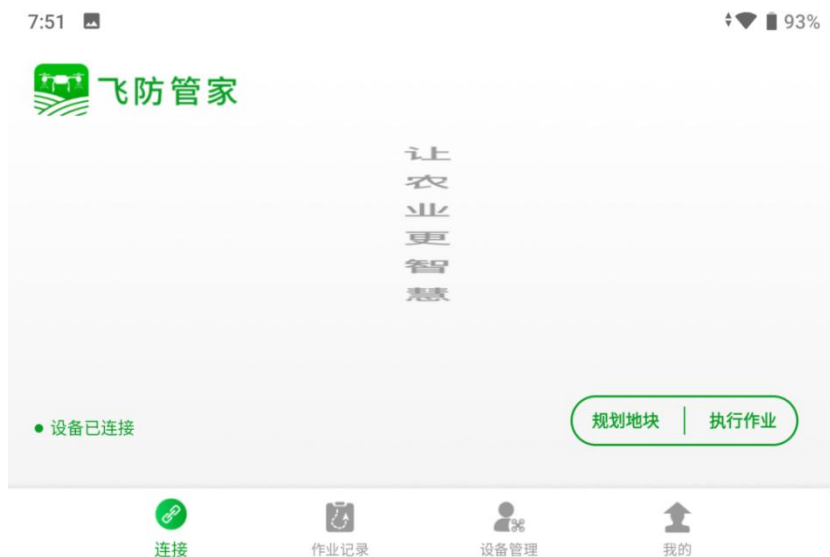 7:51 93%
飞防管家
让
农
业
更
智
慧
设备已连接
规划地块 执行作业
连接 作业记录 设备管理 我的